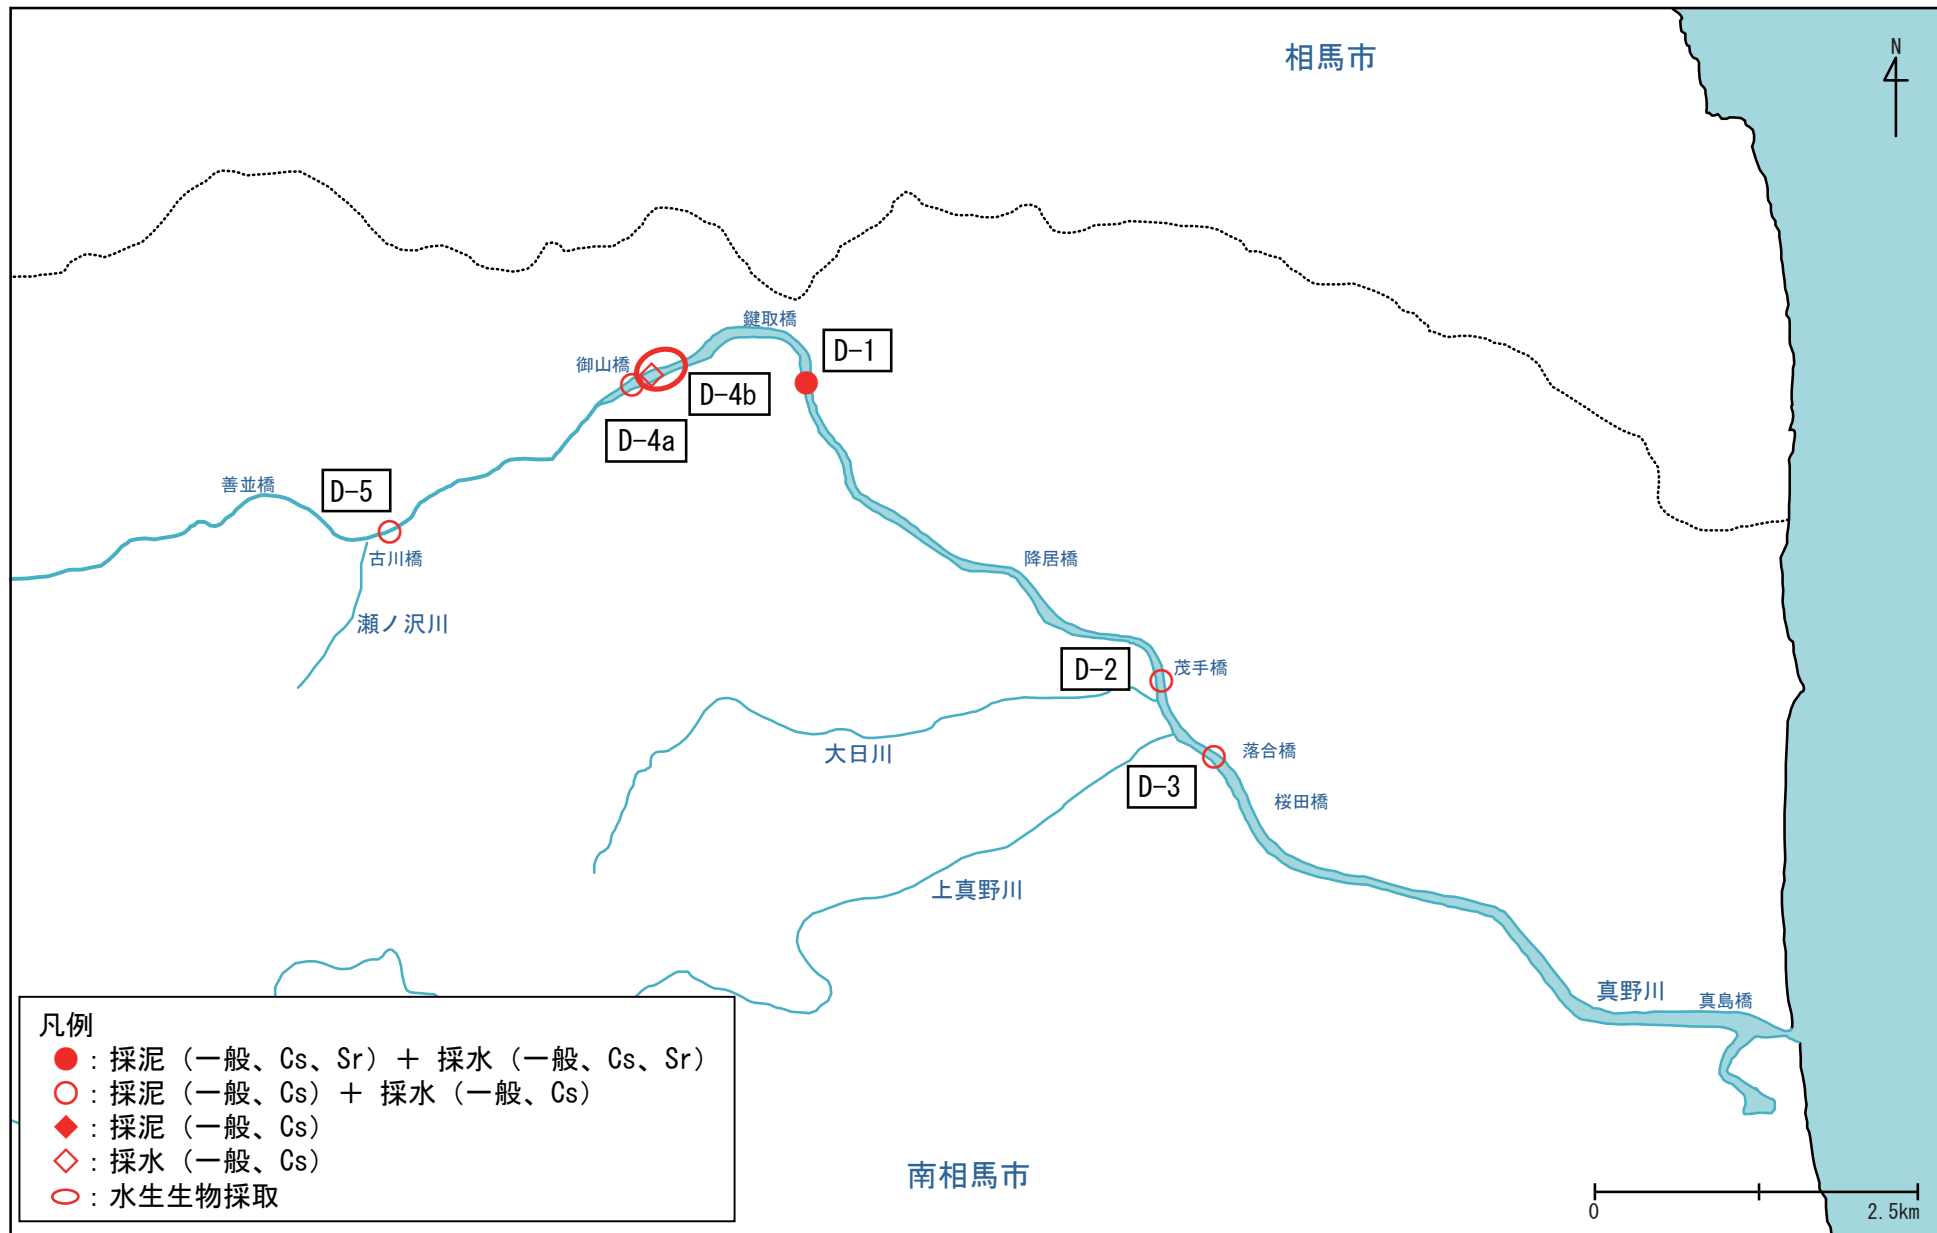 相馬市
N
鍵取橋
D-1
御山橋
D-4b
D-4a
善並橋
D-5
古川橋
降居橋
瀬ノ沢川
D-2
茂手橋
大日川
落合橋
D-3
桜田橋
上真野川
真野川
真島橋
凡例
: 採泥（一般、Cs、Sr）＋ 採水（一般、Cs、Sr）
: 採泥（一般、Cs）＋ 採水（一般、Cs）
: 採泥（一般、Cs）
: 採水（一般、Cs）
: 水生生物採取
南相馬市
0 2.5km